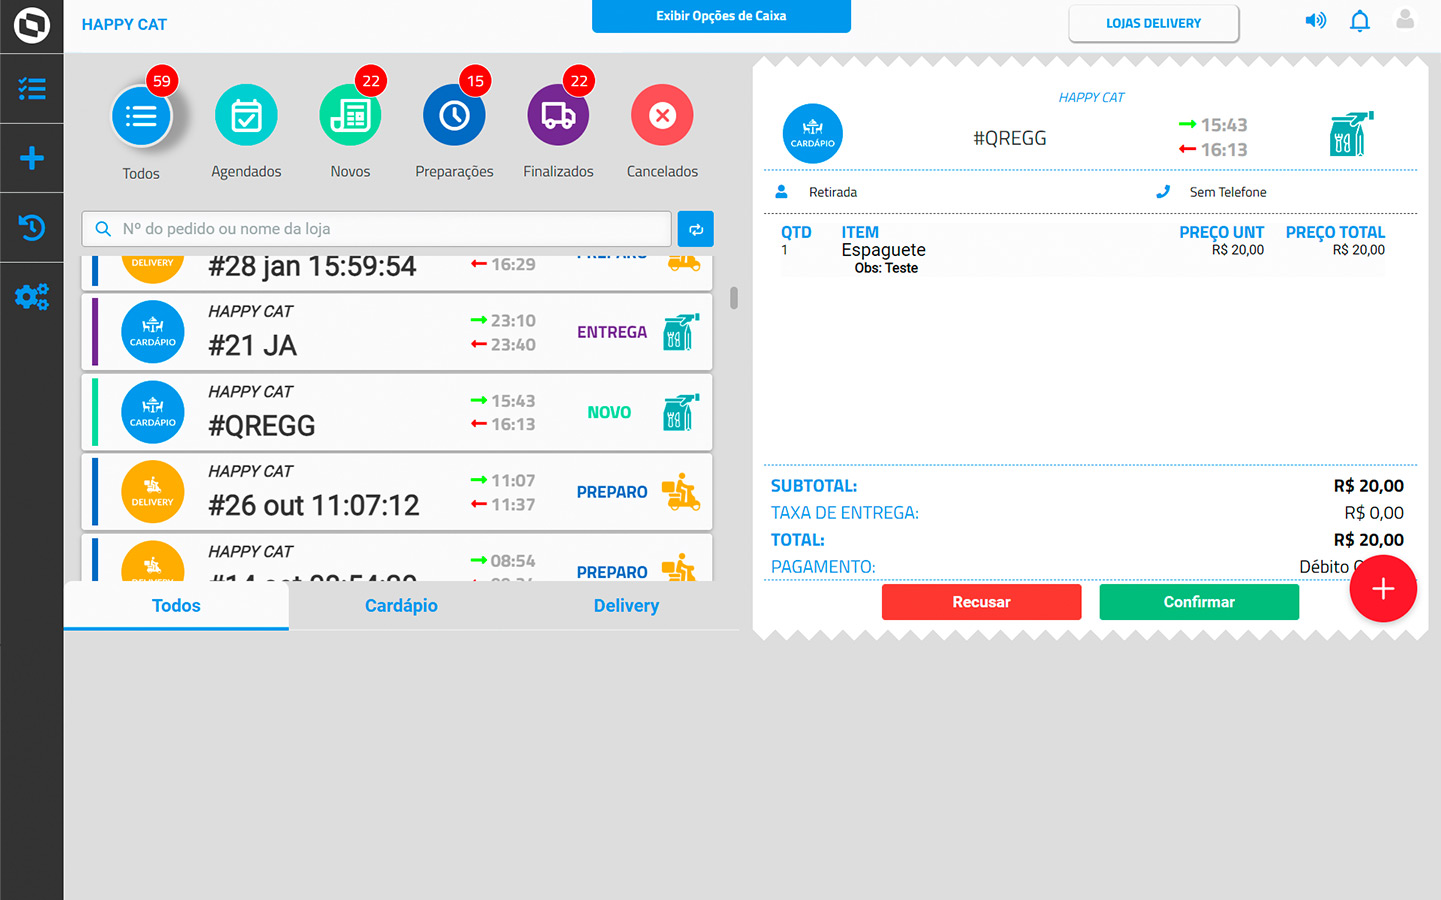 HAPPY CAT
Exibir Opções de Caixa
LOJAS DELIVERY
59
22
15
22
Todos
Agendados
Novos
Preparações
Finalizados
Cancelados
Nº do pedido ou nome da loja
DELIVERY
#28 jan 15:59:54
16:29
PREPARO
HAPPY CAT
CARDÁPIO
#21 JA
23:10
23:40
ENTREGA
HAPPY CAT
CARDÁPIO
#QREGG
15:43
16:13
NOVO
HAPPY CAT
DELIVERY
#26 out 11:07:12
11:07
11:37
PREPARO
HAPPY CAT
08:54
PREPARO
Todos
Cardápio
Delivery
HAPPY CAT
CARDÁPIO
#QREGG
15:43
16:13
Retirada
Sem Telefone
QTD ITEM PREÇO UNT PREÇO TOTAL
1 Espaguete R$ 20,00 R$ 20,00
Obs: Teste
SUBTOTAL: R$ 20,00
TAXA DE ENTREGA: R$ 0,00
TOTAL: R$ 20,00
PAGAMENTO: Débito
Recusar
Confirmar